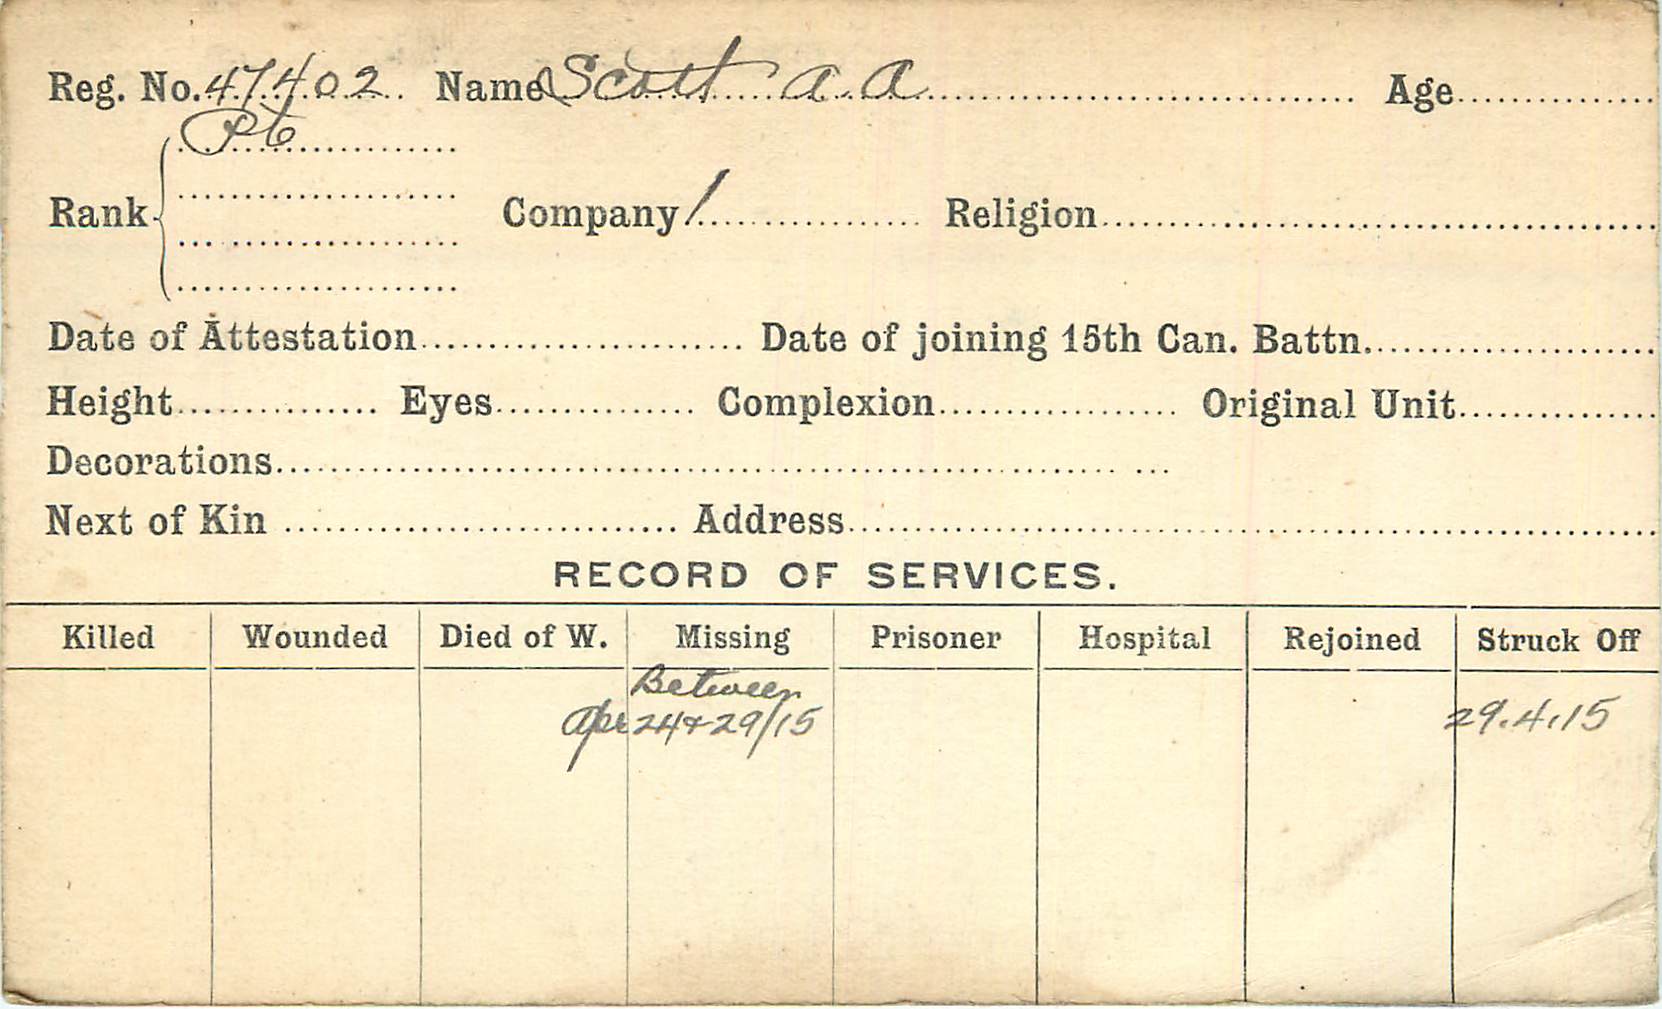 Reg. No. 47402 Name Scott A. A Age
Pte
Rank Company 1 Religion
Date of Attestation Date of joining 15th Can. Battn.
Height Eyes Complexion Original Unit
Decorations
Next of Kin Address
RECORD OF SERVICES.
Killed Wounded Died of W. Missing Prisoner Hospital Rejoined Struck Off
Between
Apr 24 & 29/15 29.4.15